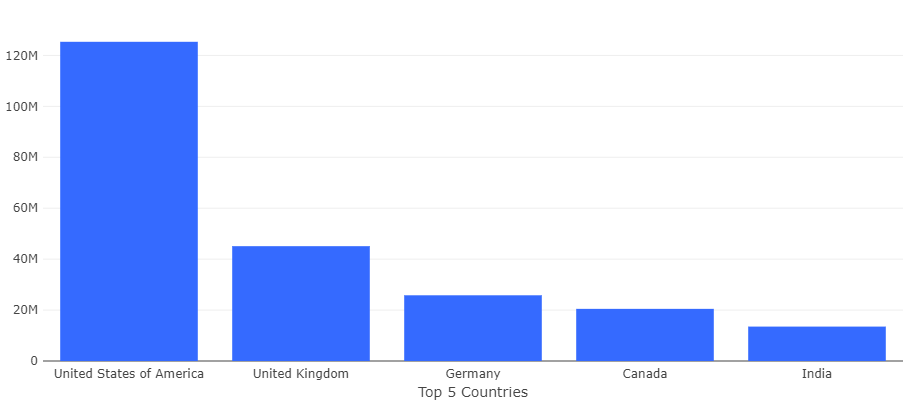 120M
100M
80M
60M
40M
20M
0
United States of America United Kingdom Germany Canada India
Top 5 Countries